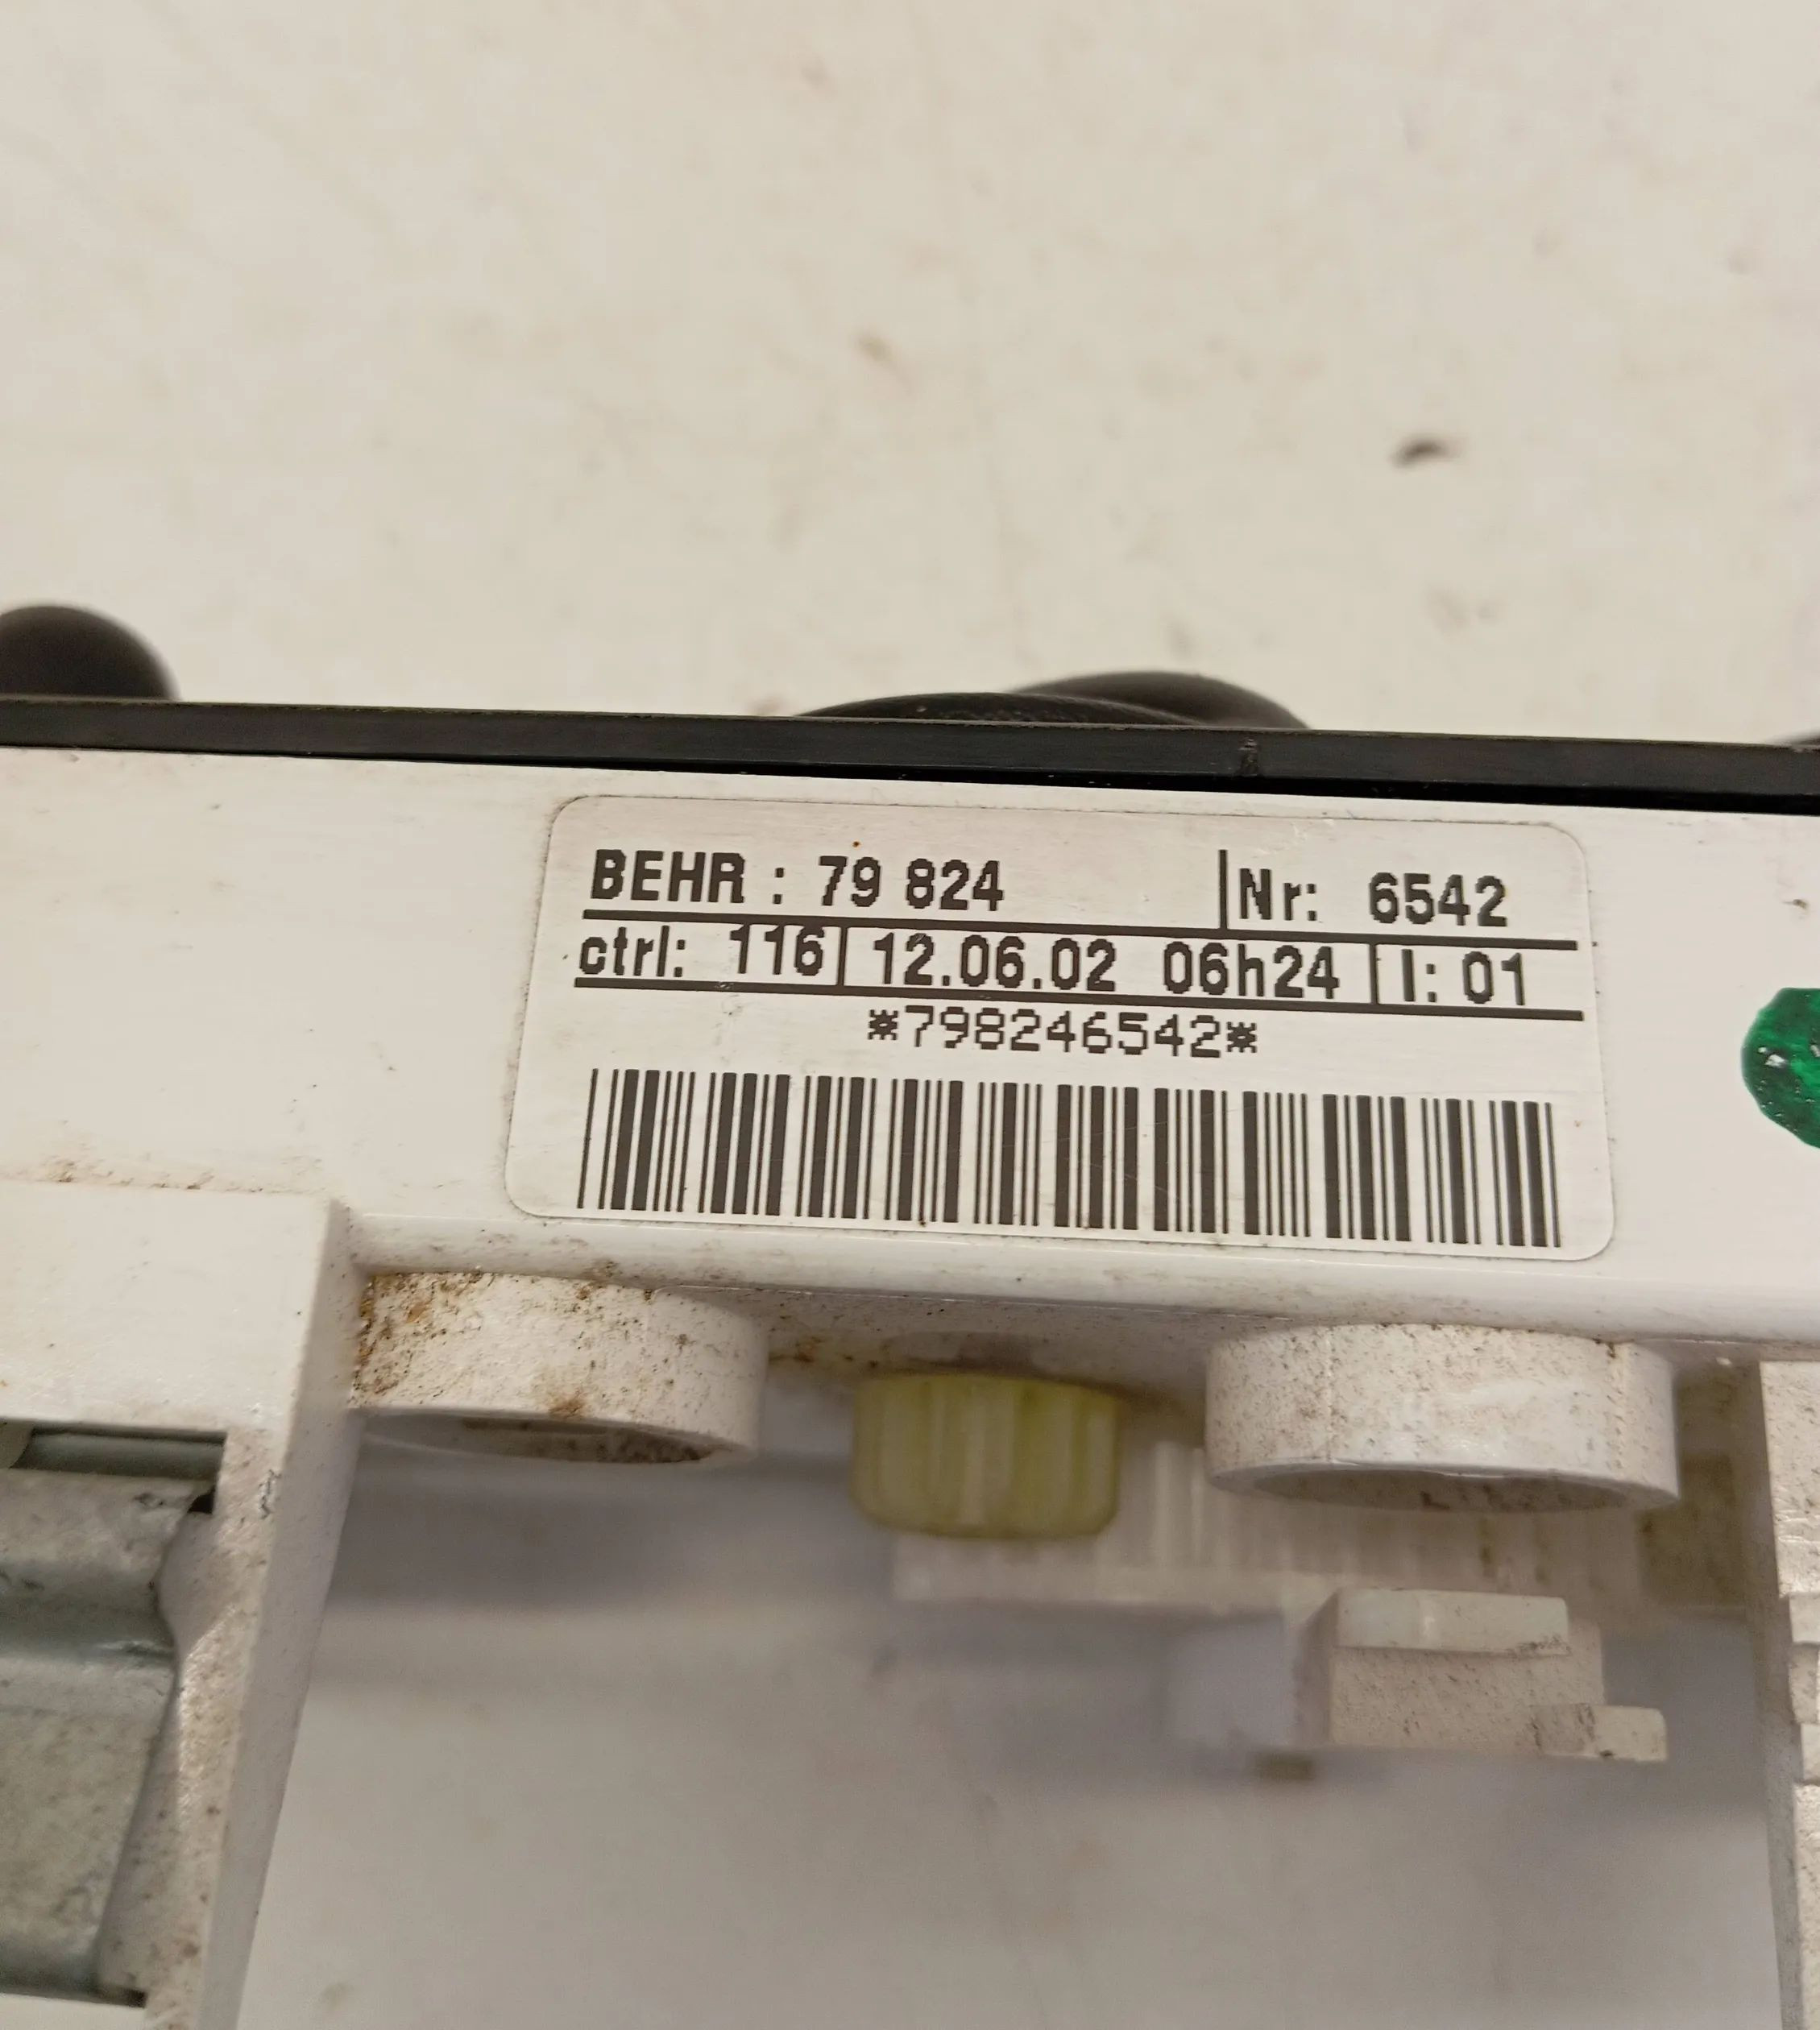 BEHR : 79 824 Nr: 6542
ctrl: 116 12.06.02 06h24 I: 01
*798246542*